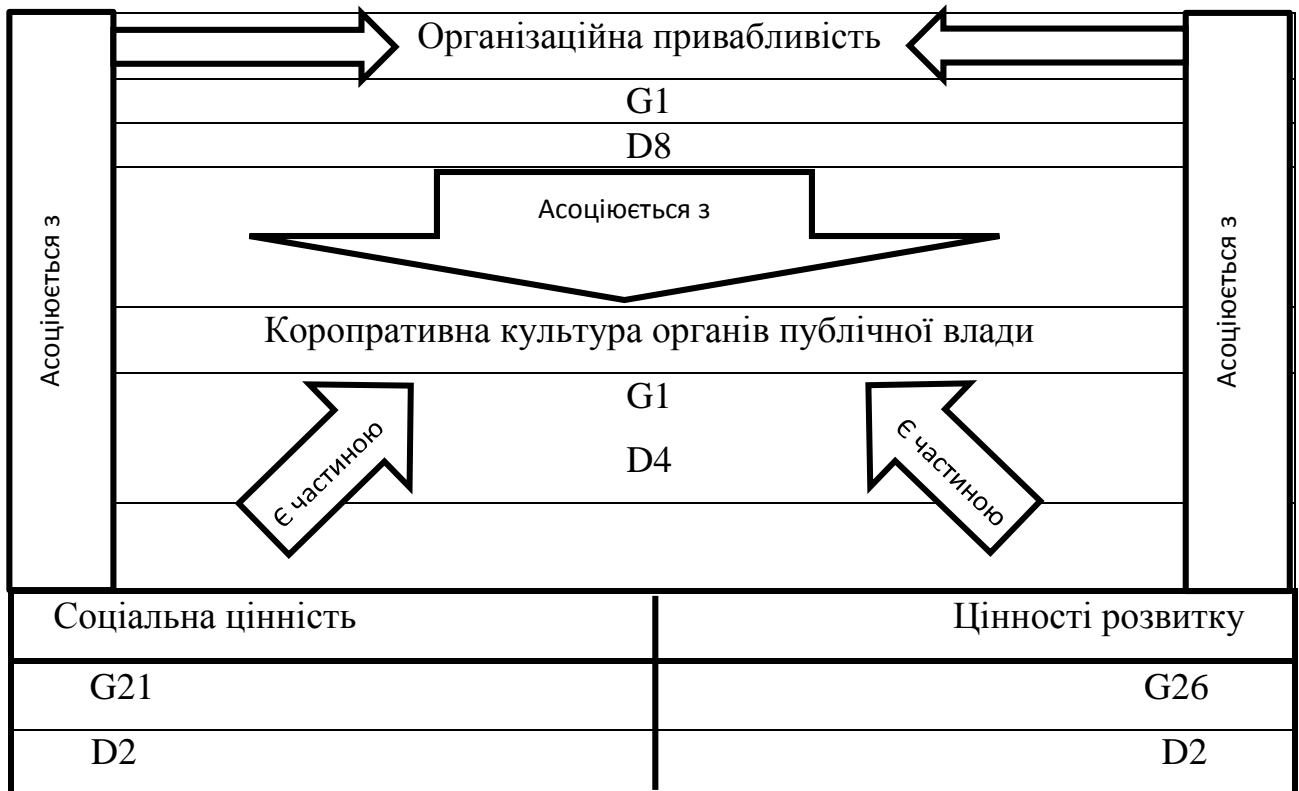 Організаційна привабливість
G1
D8
Асоціюється з
Асоціюється з
Асоціюється з
Коропративна культура органів публічної влади
G1
D4
Є частиною
Є частиною
Соціальна цінність
Цінності розвитку
G21
G26
D2
D2